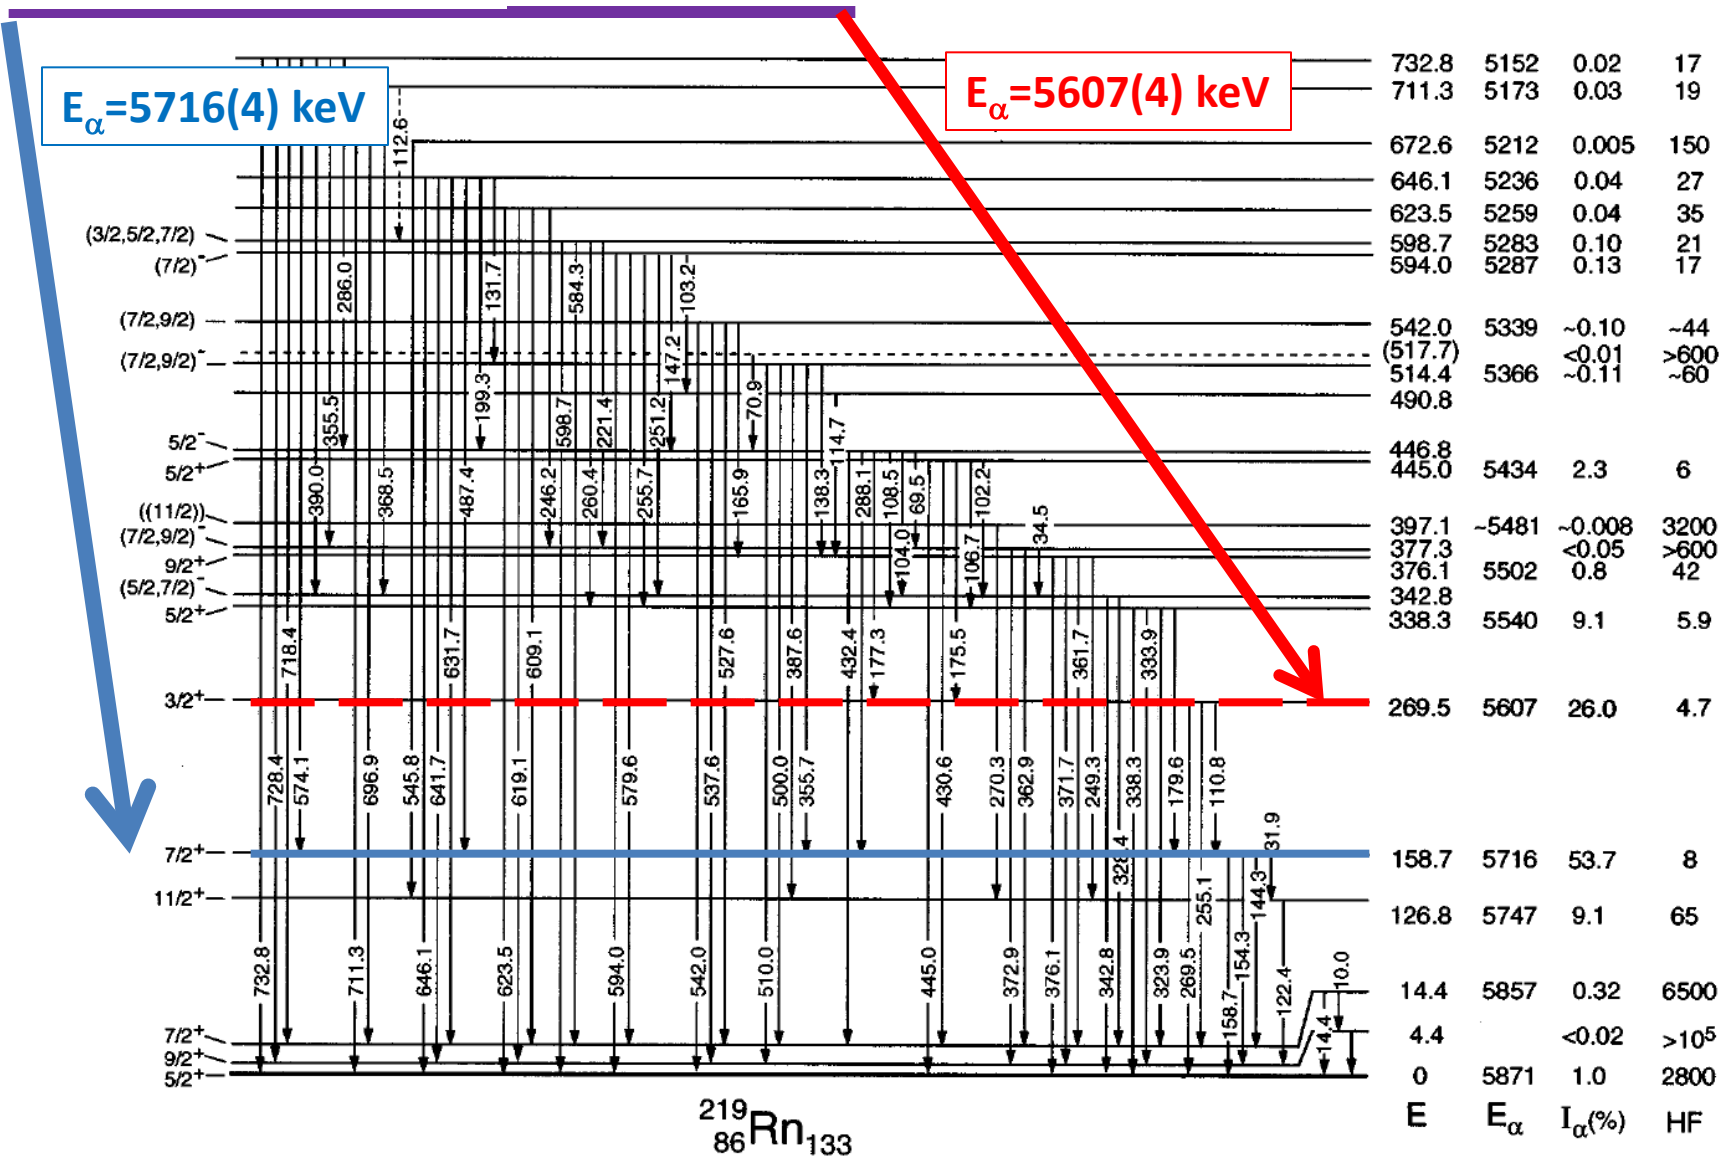 Eα=5716(4) keV
Eα=5607(4) keV
732.8 5152 0.02 17
711.3 5173 0.03 19
112.6
672.6 5212 0.005 150
646.1 5236 0.04 27
623.5 5259 0.04 35
(3/2,5/2,7/2) 598.7 5283 0.10 21
(7/2)⁻ 594.0 5287 0.13 17
286.0 131.7 584.3 103.2
(7/2,9/2) 542.0 5339 ~0.10 ~44
(517.7) <0.01 >600
(7/2,9/2)⁻ 514.4 5366 ~0.11 ~60
147.2
490.8
355.5 199.3 598.7 221.4 251.2 70.9 114.7
5/2⁻ 446.8
5/2⁺ 445.0 5434 2.3 6
390.0 368.5 487.4 246.2 260.4 255.7 165.9 138.3 288.1 108.5 69.5 102.2
((11/2)) 397.1 ~5481 ~0.008 3200
34.5
(7/2,9/2)⁻ 377.3 <0.05 >600
9/2⁺ 376.1 5502 0.8 42
104.0 106.7
(5/2,7/2)⁻ 342.8
5/2⁺ 338.3 5540 9.1 5.9
718.4 631.7 609.1 527.6 387.6 432.4 177.3 175.5 361.7 333.9
3/2⁺ 269.5 5607 26.0 4.7
728.4 574.1 696.9 545.8 641.7 619.1 579.6 537.6 500.0 355.7 430.6 270.3 362.9 371.7 249.3 338.3 179.6 110.8
31.9
7/2⁺ 158.7 5716 53.7 8
255.1 144.3
11/2⁺ 126.8 5747 9.1 65
732.8 711.3 646.1 623.5 594.0 542.0 510.0 445.0 372.9 376.1 342.8 323.9 269.5 158.7 154.3 122.4 10.0
14.4 5857 0.32 6500
14.4
7/2⁺ 4.4 <0.02 >10⁵
9/2⁺
5/2⁺ 0 5871 1.0 2800
E Eα Iα(%) HF
²¹⁹₈₆Rn₁₃₃